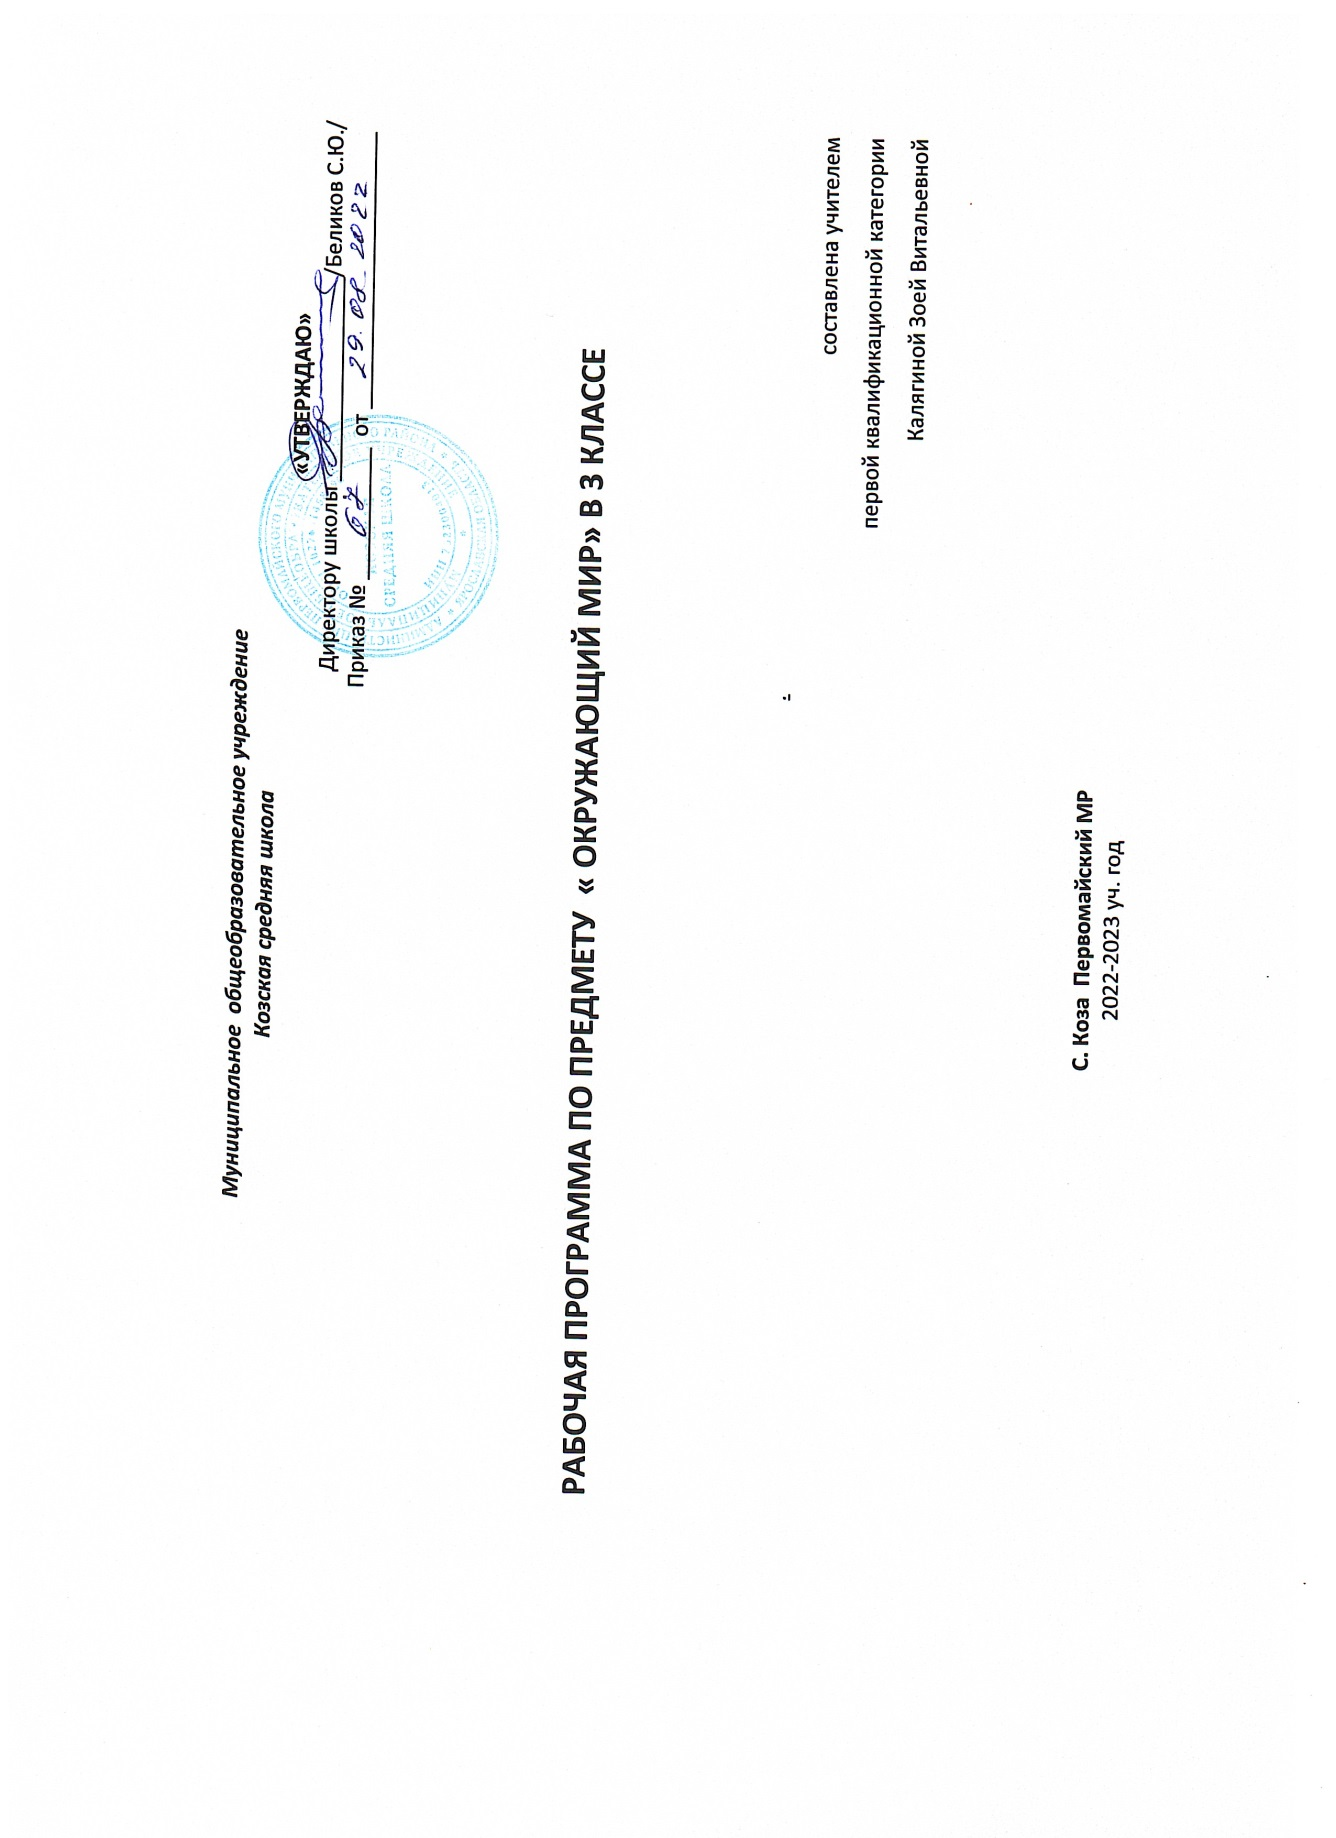 Муниципальное общеобразовательное учреждение
Козская средняя школа
«УТВЕРЖДАЮ»
Директору школы /Беликов С.Ю./
Приказ № 67 от 29.08.2022
СРЕДНЯЯ ШКОЛА
РАБОЧАЯ ПРОГРАММА ПО ПРЕДМЕТУ « ОКРУЖАЮЩИЙ МИР» В 3 КЛАССЕ
составлена учителем
первой квалификационной категории
Калягиной Зоей Витальевной
С. Коза Первомайский МР
2022-2023 уч. год